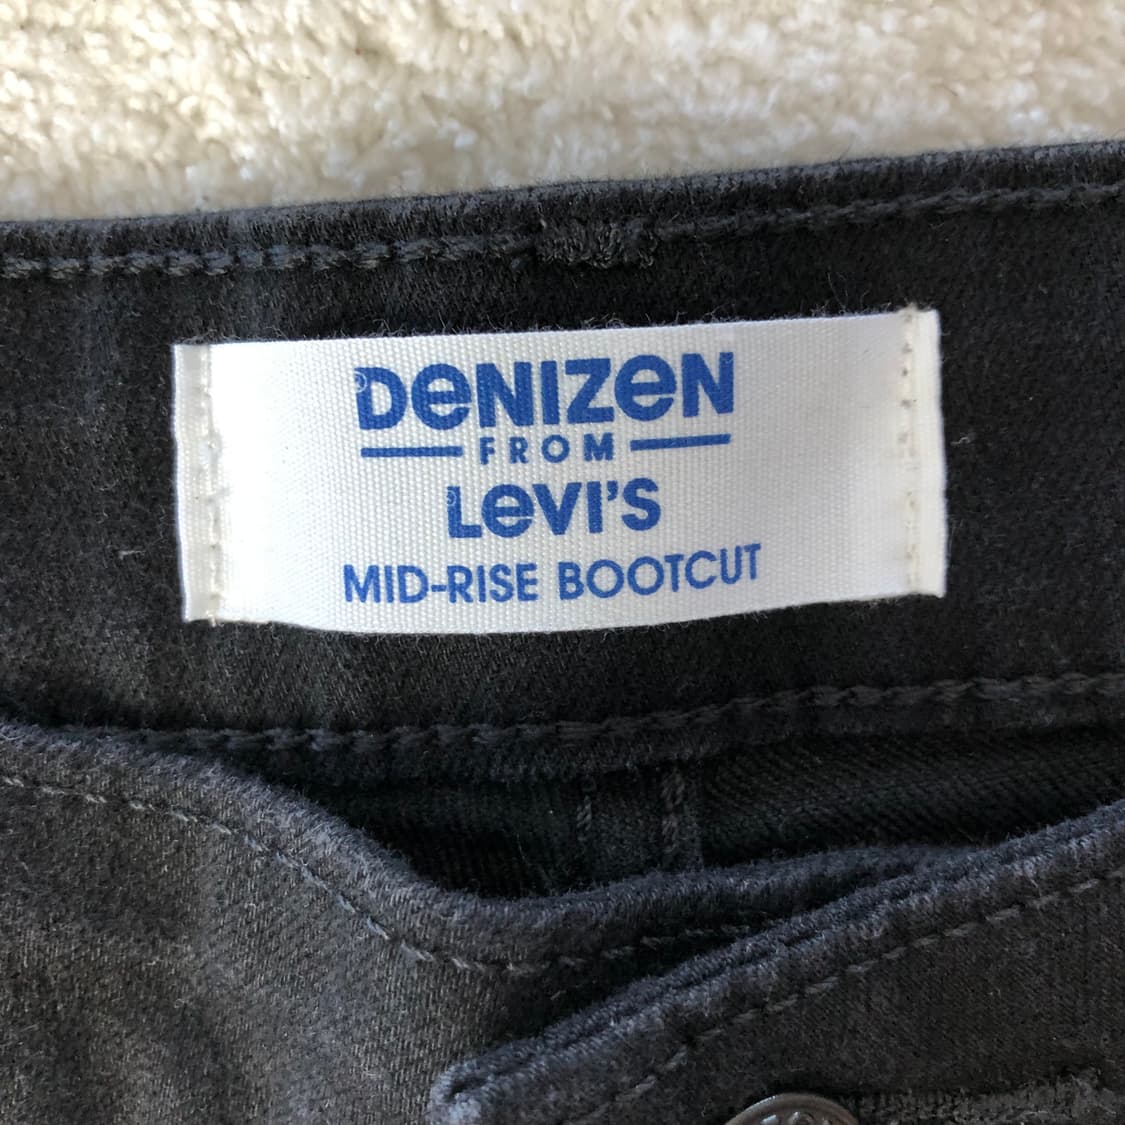 DeNIZeN
FROM
LeVI'S
MID-RISE BOOTCUT